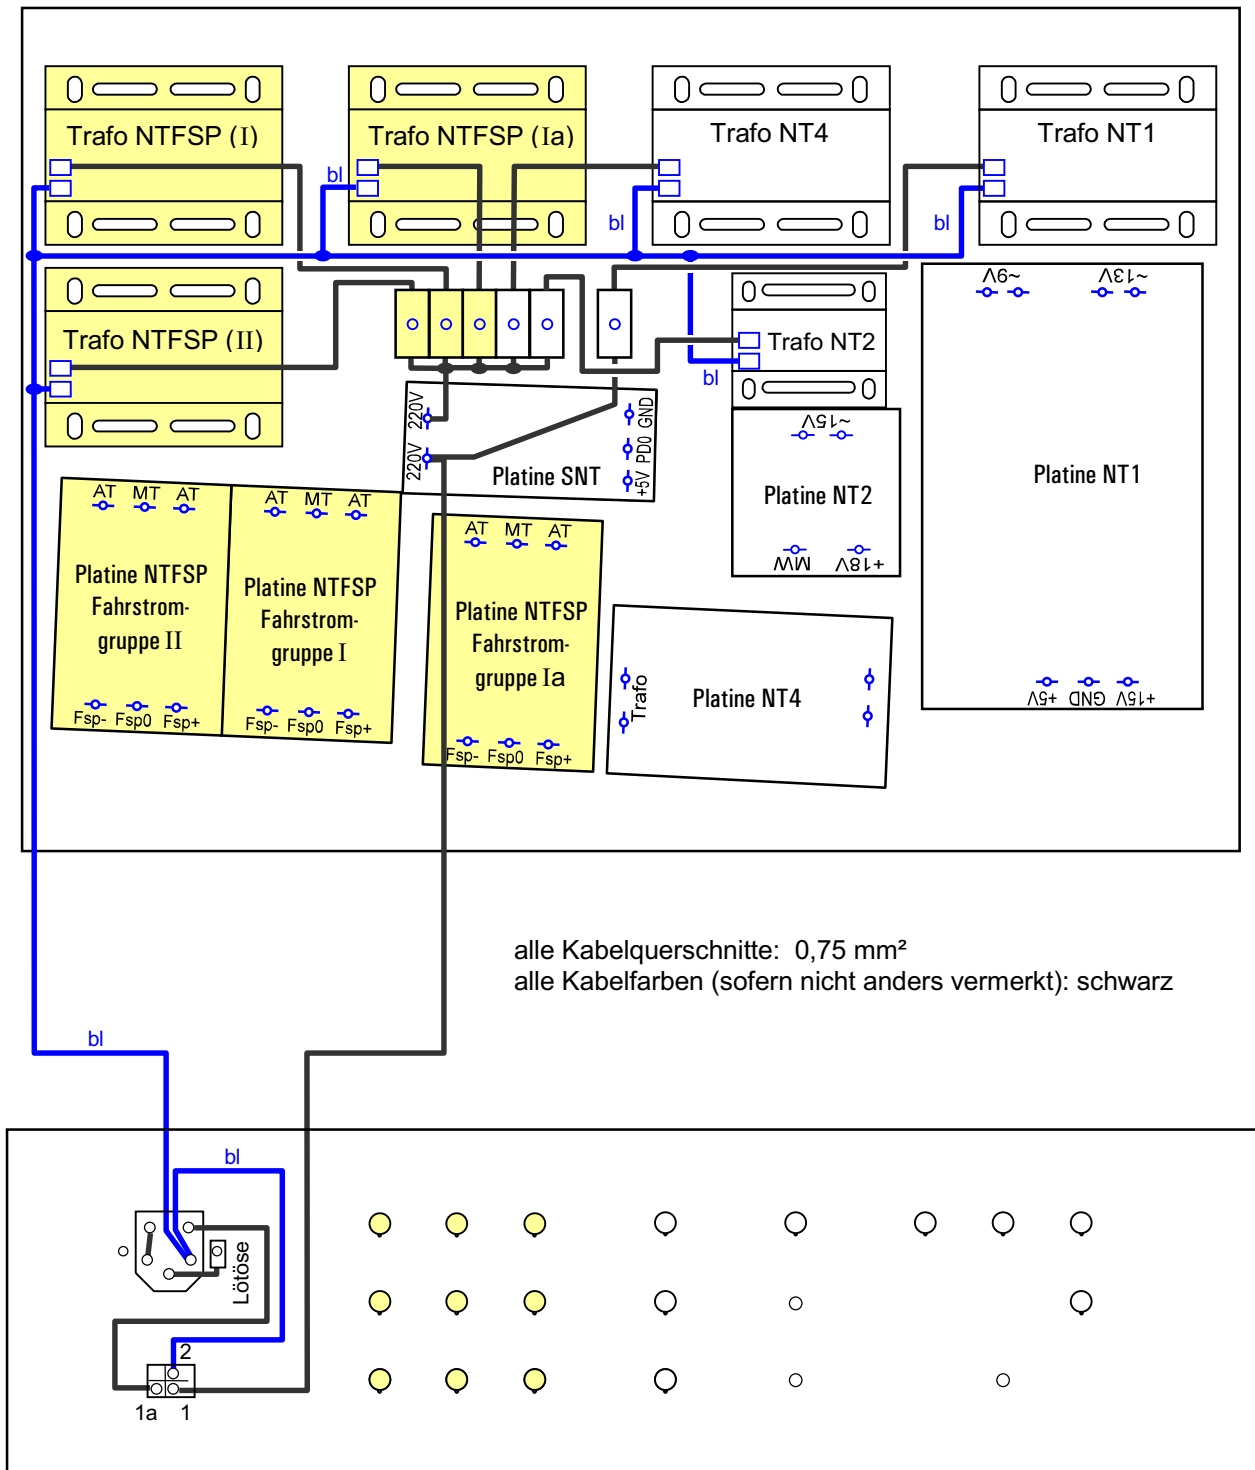 Trafo NTFSP (I)
Trafo NTFSP (Ia)
Trafo NT4
Trafo NT1
bl
bl
bl
~9V
~13V
Trafo NTFSP (II)
Trafo NT2
bl
220V
220V
GND
PD0
+5V
Platine SNT
~15V
Platine NT2
MW
+18V
Platine NT1
+5V
GND
+15V
AT MT AT
Platine NTFSP
Fahrstrom-
gruppe II
Fsp- Fsp0 Fsp+
AT MT AT
Platine NTFSP
Fahrstrom-
gruppe I
Fsp- Fsp0 Fsp+
AT MT AT
Platine NTFSP
Fahrstrom-
gruppe Ia
Fsp- Fsp0 Fsp+
Trafo
Platine NT4
alle Kabelquerschnitte: 0,75 mm²
alle Kabelfarben (sofern nicht anders vermerkt): schwarz
bl
bl
Lötöse
2
1a 1